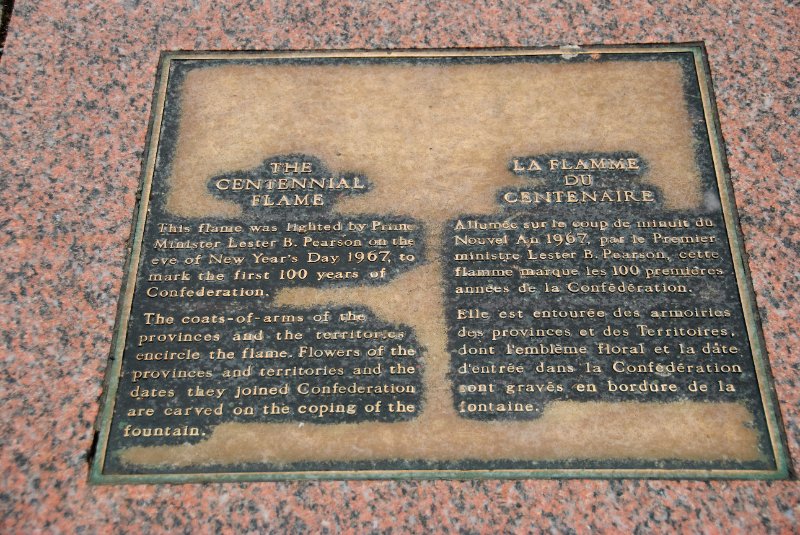 THE
CENTENNIAL
FLAME
This flame was lighted by Prime
Minister Lester B. Pearson on the
eve of New Year's Day 1967, to
mark the first 100 years of
Confederation.
The coats-of-arms of the
provinces and the territories
encircle the flame. Flowers of the
provinces and territories and the
dates they joined Confederation
are carved on the coping of the
fountain.
LA FLAMME
DU
CENTENAIRE
Allumée sur le coup de minuit du
Nouvel An 1967, par le Premier
ministre Lester B. Pearson, cette
flamme marque les 100 premières
années de la Confédération.
Elle est entourée des armoiries
des provinces et des Territoires,
dont l'emblême floral et la dâte
d'entrée dans la Confédération
sont gravés en bordure de la
fontaine.